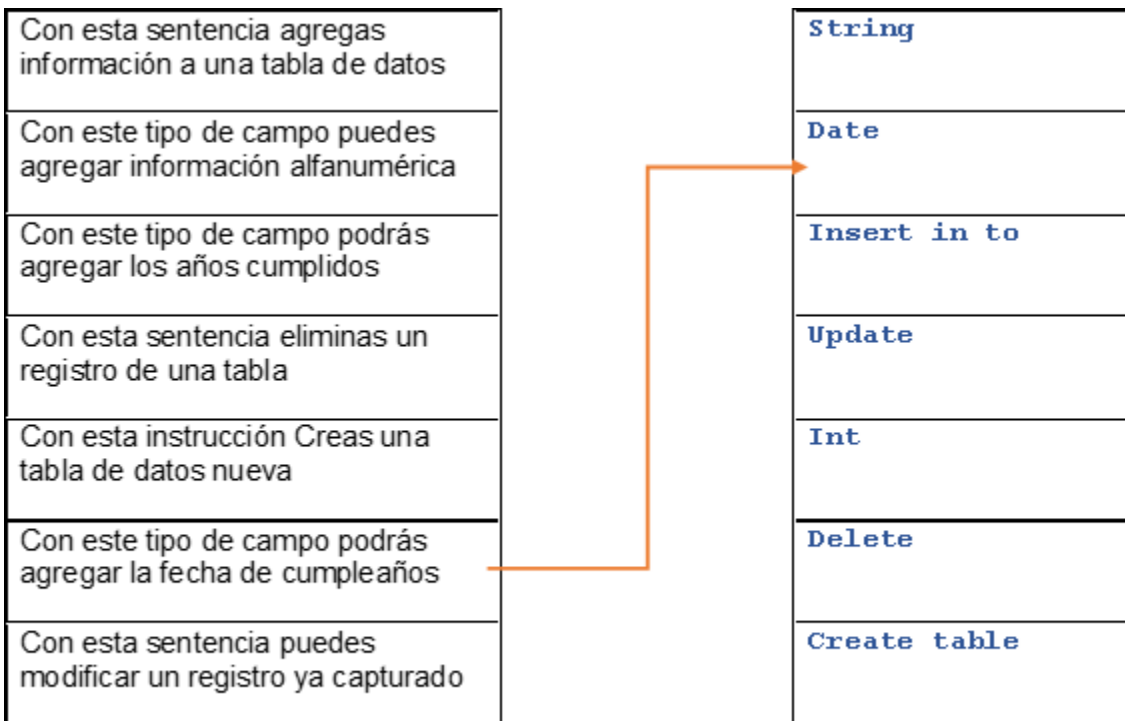 Con esta sentencia agregas
información a una tabla de datos
String
Con este tipo de campo puedes
agregar información alfanumérica
Date
Con este tipo de campo podrás
agregar los años cumplidos
Insert in to
Con esta sentencia eliminas un
registro de una tabla
Update
Con esta instrucción Creas una
tabla de datos nueva
Int
Con este tipo de campo podrás
agregar la fecha de cumpleaños
Delete
Con esta sentencia puedes
modificar un registro ya capturado
Create table